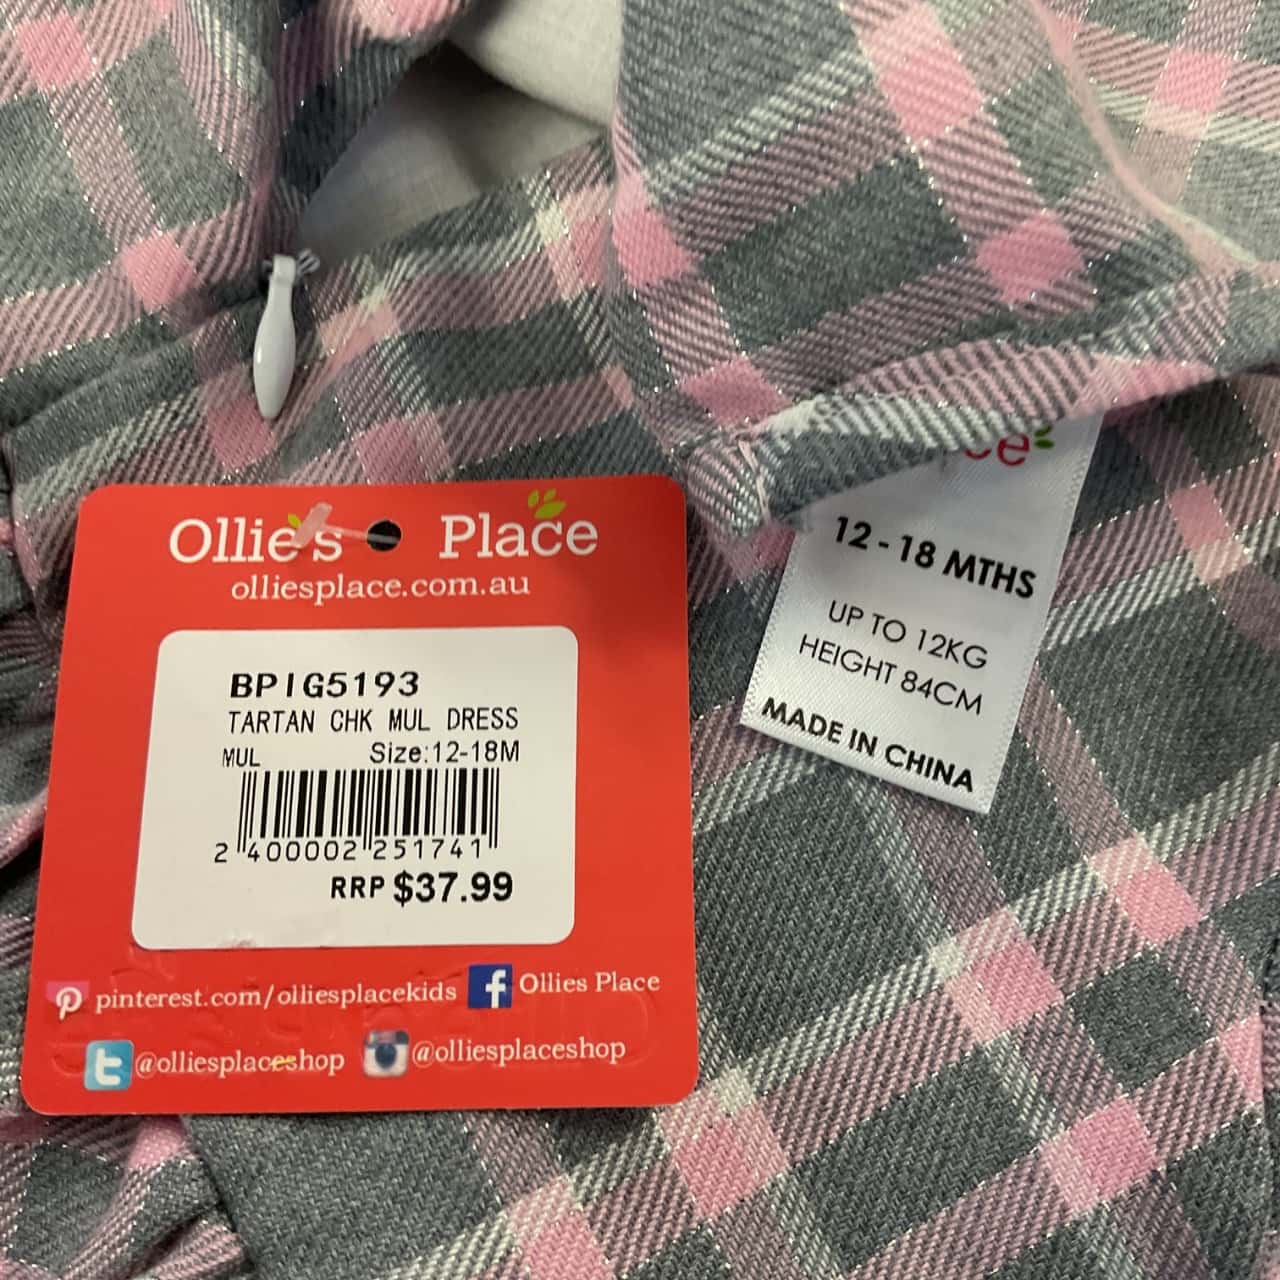 Ollie's Place
olliesplace.com.au
BPIG5193
TARTAN CHK MUL DRESS
MUL Size:12-18M
2 400002 251741
RRP $37.99
pinterest.com/olliesplacekids
Ollies Place
@olliesplaceshop
@olliesplaceshop
12 - 18 MTHS
UP TO 12KG
HEIGHT 84CM
MADE IN CHINA